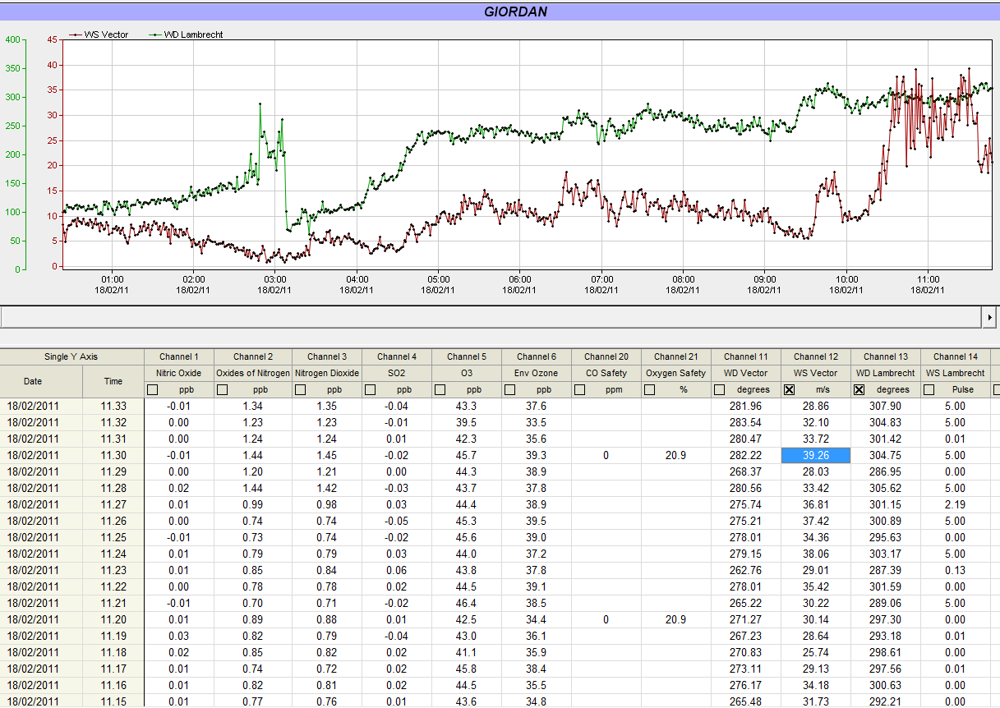 GIORDAN
WS Vector WD Lambrecht
400 45
350 40
300 35
250 30
25
200 20
150 15
100 10
50 5
0 0
01:00 02:00 03:00 04:00 05:00 06:00 07:00 08:00 09:00 10:00 11:00
18/02/11 18/02/11 18/02/11 18/02/11 18/02/11 18/02/11 18/02/11 18/02/11 18/02/11 18/02/11 18/02/11
Single Y Axis Channel 1 Channel 2 Channel 3 Channel 4 Channel 5 Channel 6 Channel 20 Channel 21 Channel 11 Channel 12 Channel 13 Channel 14
Date Time Nitric Oxide Oxides of Nitrogen Nitrogen Dioxide SO2 O3 Env Ozone CO Safety Oxygen Safety WD Vector WS Vector WD Lambrecht WS Lambrecht
ppb ppb ppb ppb ppb ppb ppm % degrees m/s degrees Pulse
18/02/2011 11.33 -0.01 1.34 1.35 -0.04 43.3 37.6 281.96 28.86 307.90 5.00
18/02/2011 11.32 0.00 1.23 1.23 -0.01 39.5 33.5 283.54 32.10 304.83 5.00
18/02/2011 11.31 0.00 1.24 1.24 0.01 42.3 35.6 280.47 33.72 301.42 0.01
18/02/2011 11.30 -0.01 1.44 1.45 -0.02 45.7 39.3 0 20.9 282.22 39.26 304.75 5.00
18/02/2011 11.29 0.00 1.20 1.21 0.00 44.3 38.9 268.37 28.03 286.95 0.00
18/02/2011 11.28 0.02 1.44 1.42 -0.03 43.7 37.8 280.56 33.42 305.62 5.00
18/02/2011 11.27 0.01 0.99 0.98 0.03 44.4 38.9 275.74 36.81 301.15 2.19
18/02/2011 11.26 0.00 0.74 0.74 -0.05 45.3 39.5 275.21 37.42 300.89 5.00
18/02/2011 11.25 -0.01 0.73 0.74 -0.02 45.6 39.0 278.01 34.36 295.63 0.00
18/02/2011 11.24 0.01 0.79 0.79 0.03 44.0 37.2 279.15 38.06 303.17 5.00
18/02/2011 11.23 0.01 0.85 0.84 0.06 43.8 37.8 262.76 29.01 287.39 0.13
18/02/2011 11.22 0.00 0.78 0.78 0.02 44.5 39.1 278.01 35.42 301.59 0.00
18/02/2011 11.21 -0.01 0.70 0.71 -0.02 46.4 38.5 265.22 30.22 289.06 5.00
18/02/2011 11.20 0.01 0.89 0.88 0.01 42.5 34.4 0 20.9 271.27 30.14 297.30 0.00
18/02/2011 11.19 0.03 0.82 0.79 -0.04 43.0 36.1 267.23 28.64 293.18 0.01
18/02/2011 11.18 0.02 0.85 0.82 0.02 41.1 35.9 270.83 25.74 298.61 0.00
18/02/2011 11.17 0.01 0.74 0.72 0.02 45.8 38.4 273.11 29.13 297.56 0.01
18/02/2011 11.16 0.01 0.82 0.81 0.02 44.5 35.5 276.17 34.18 300.63 0.00
18/02/2011 11.15 0.01 0.77 0.76 0.01 43.6 34.8 265.48 31.73 292.21 0.00